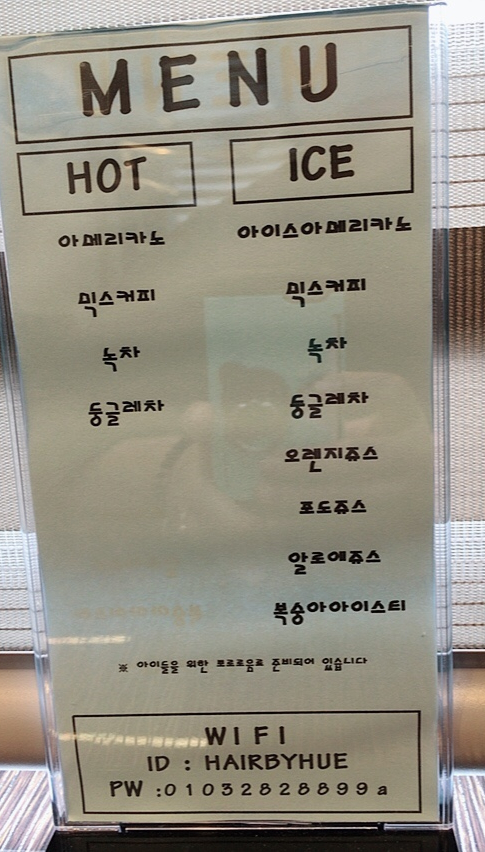 MENU
HOT
ICE
아메리카노
아이스아메리카노
믹스커피
믹스커피
녹차
녹차
둥글레차
둥글레차
오렌지쥬스
포도쥬스
알로에쥬스
복숭아아이스티
※ 아이들을 위한 뽀로로음료 준비되어 있습니다
WIFI
ID : HAIRBYHUE
PW :01032828899a